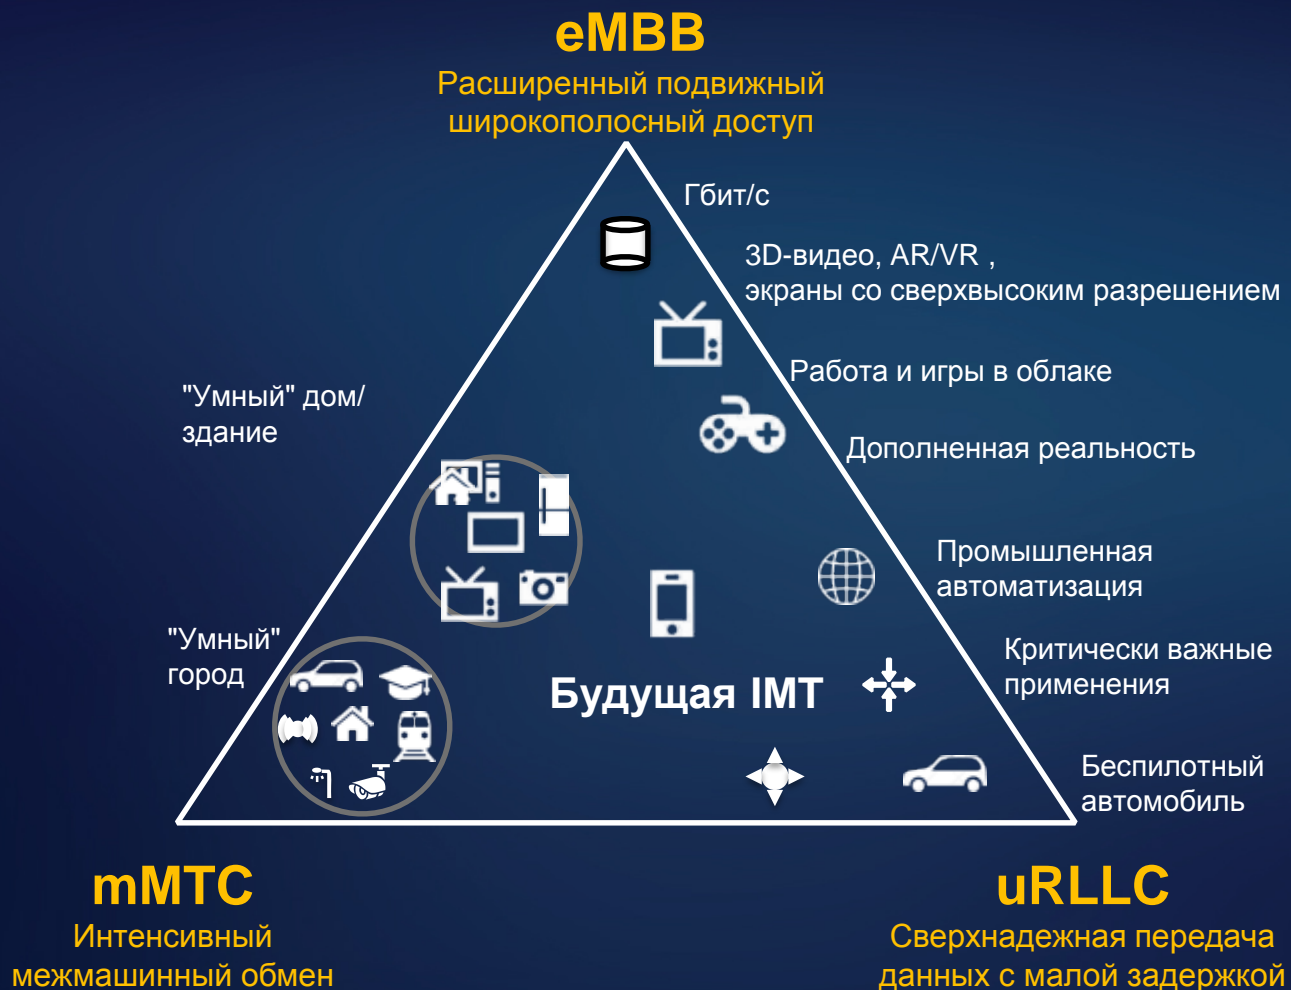 eMBB
Расширенный подвижный
широкополосный доступ
Гбит/с
3D-видео, AR/VR ,
экраны со сверхвысоким разрешением
Работа и игры в облаке
"Умный" дом/
здание
Дополненная реальность
Промышленная
автоматизация
"Умный"
город
Критически важные
применения
Будущая IMT
Беспилотный
автомобиль
mMTC
Интенсивный
межмашинный обмен
uRLLC
Сверхнадежная передача
данных с малой задержкой